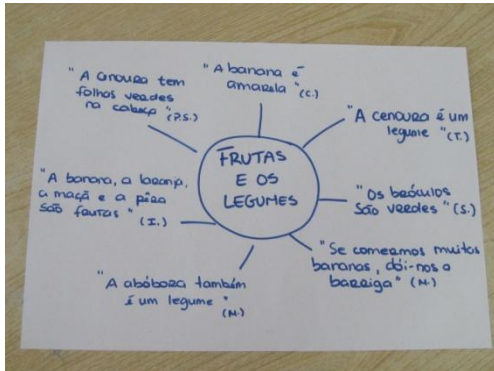 FRUTAS
E OS
LEGUMES
"A cenoura tem
folhas verdes
na cabeça" (P.S.)
"A banana é
amarela" (C.)
"A cenoura é um
legume" (T.)
"Os brócolos
são verdes" (S.)
"Se comermos muitas
bananas, dói-nos a
barriga" (M.)
"A abóbora também
é um legume"
(M.)
"A banana, a laranja,
a maçã e a pêra
são frutas"
(I.)